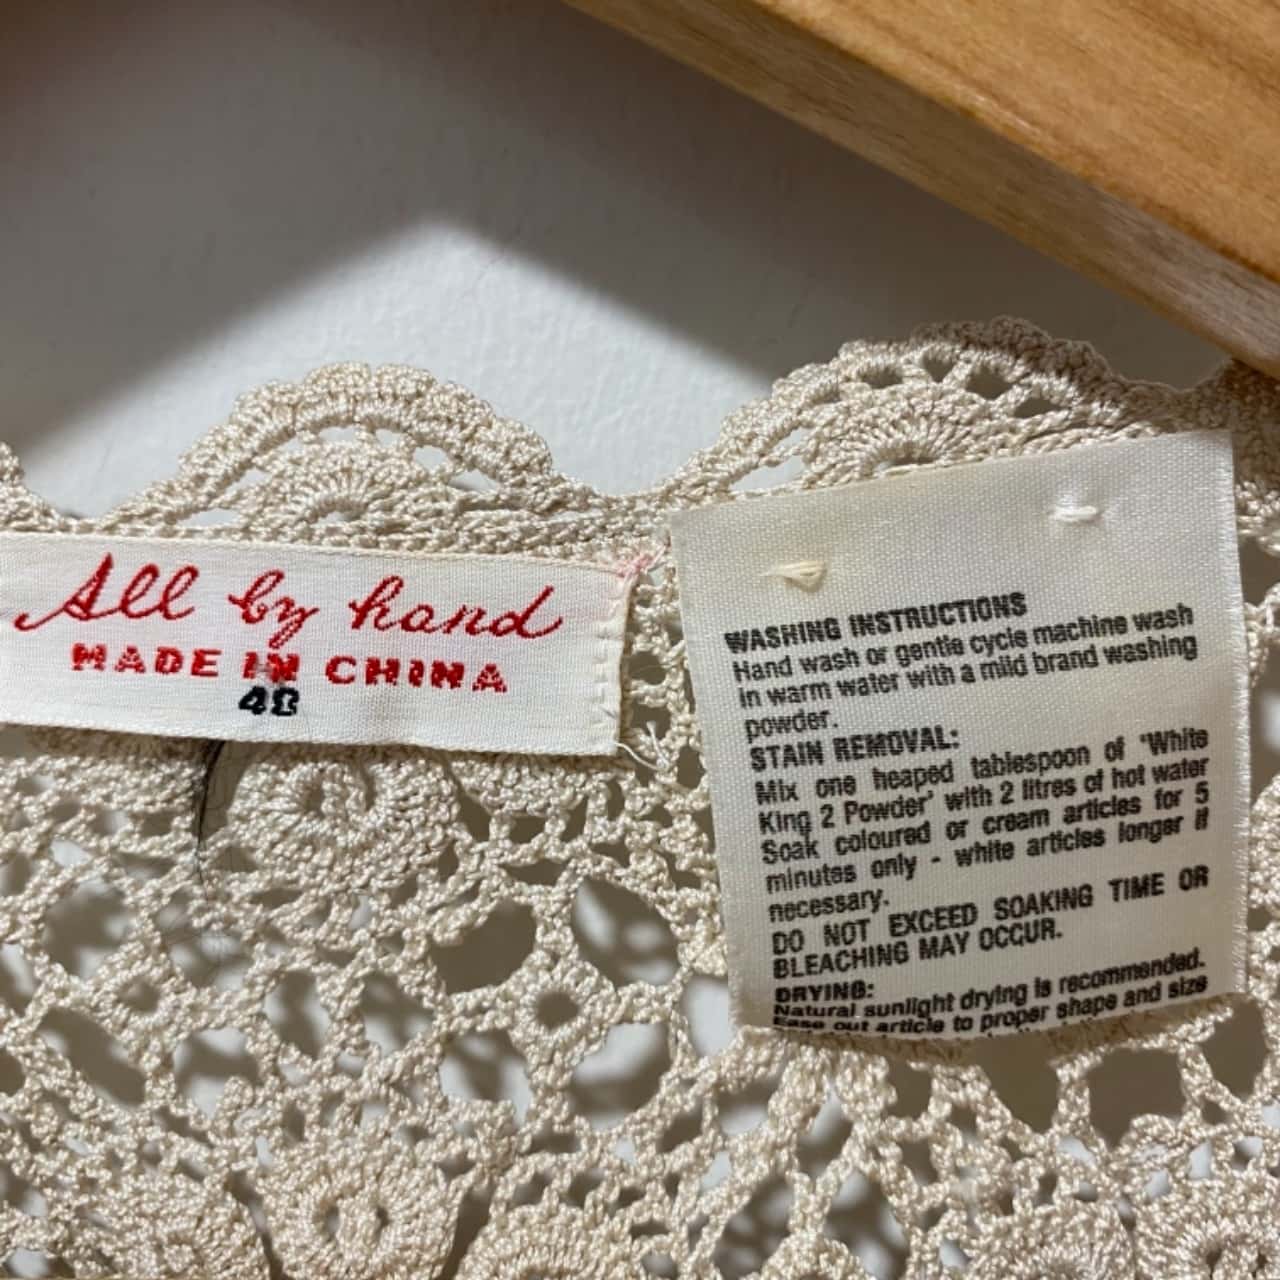 All by hand
MADE IN CHINA
48
WASHING INSTRUCTIONS
Hand wash or gentle cycle machine wash
in warm water with a mild brand washing
powder.
STAIN REMOVAL:
Mix one heaped tablespoon of 'White
King 2 Powder' with 2 litres of hot water
Soak coloured or cream articles for 5
minutes only - white articles longer if
necessary.
DO NOT EXCEED SOAKING TIME OR
BLEACHING MAY OCCUR.
DRYING:
Natural sunlight drying is recommended.
Ease out article to proper shape and size